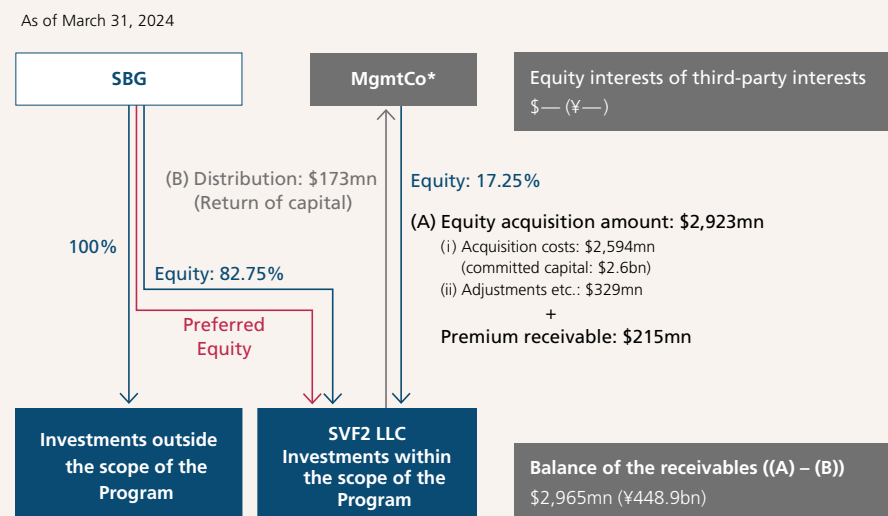 As of March 31, 2024
SBG
MgmtCo*
Equity interests of third-party interests
$— (¥—)
(B) Distribution: $173mn
(Return of capital)
Equity: 17.25%
(A) Equity acquisition amount: $2,923mn
(i) Acquisition costs: $2,594mn
(committed capital: $2.6bn)
(ii) Adjustments etc.: $329mn
+
Premium receivable: $215mn
100%
Equity: 82.75%
Preferred
Equity
Investments outside
the scope of the
Program
SVF2 LLC
Investments within
the scope of the
Program
Balance of the receivables ((A) – (B))
$2,965mn (¥448.9bn)